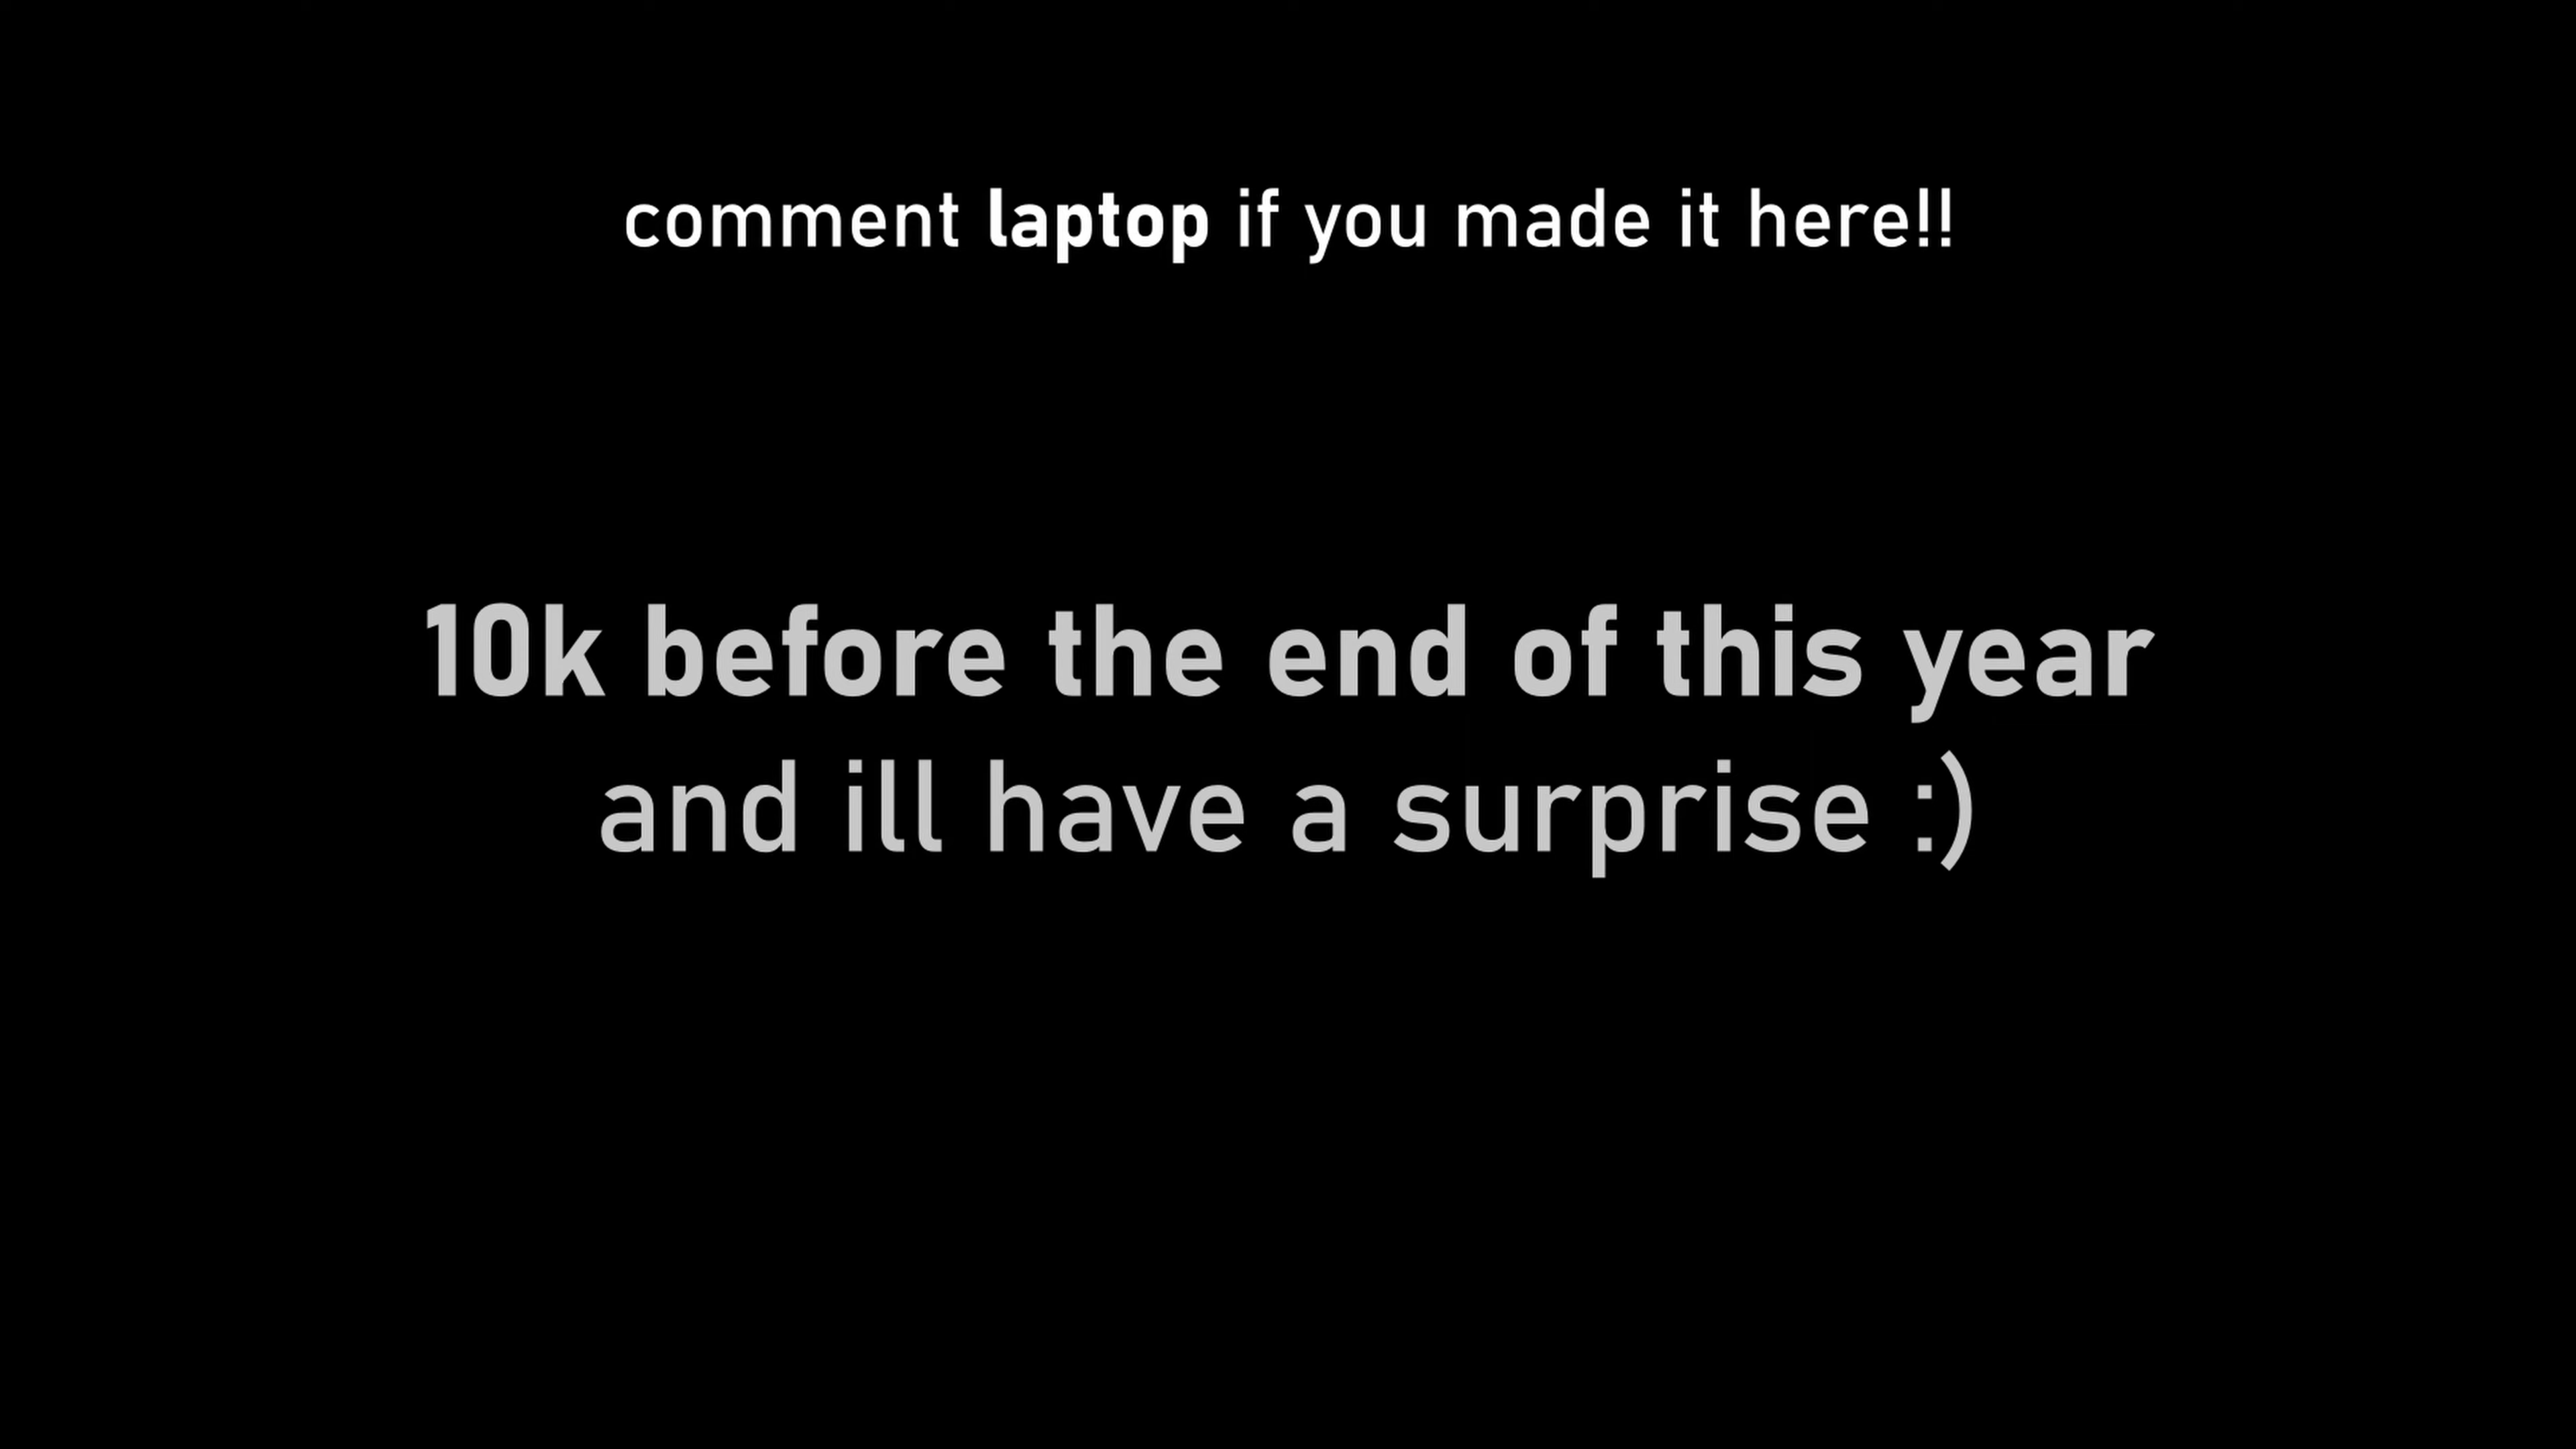 comment laptop if you made it here!!
10k before the end of this year
and ill have a surprise :)